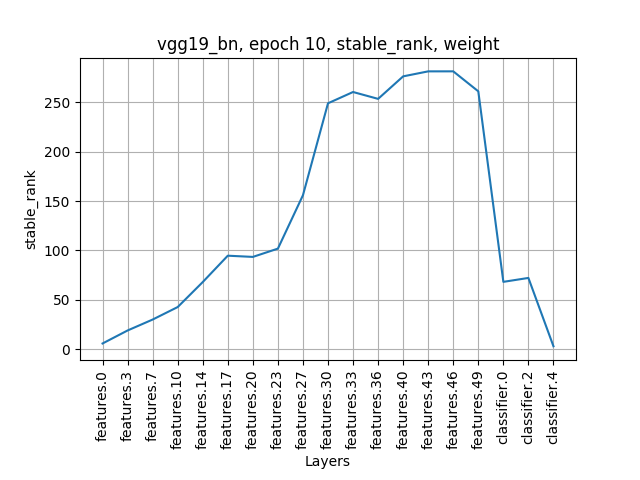 vgg19_bn, epoch 10, stable_rank, weight
stable_rank
250
200
150
100
50
0
features.0
features.3
features.7
features.10
features.14
features.17
features.20
features.23
features.27
features.30
features.33
features.36
features.40
features.43
features.46
features.49
classifier.0
classifier.2
classifier.4
Layers